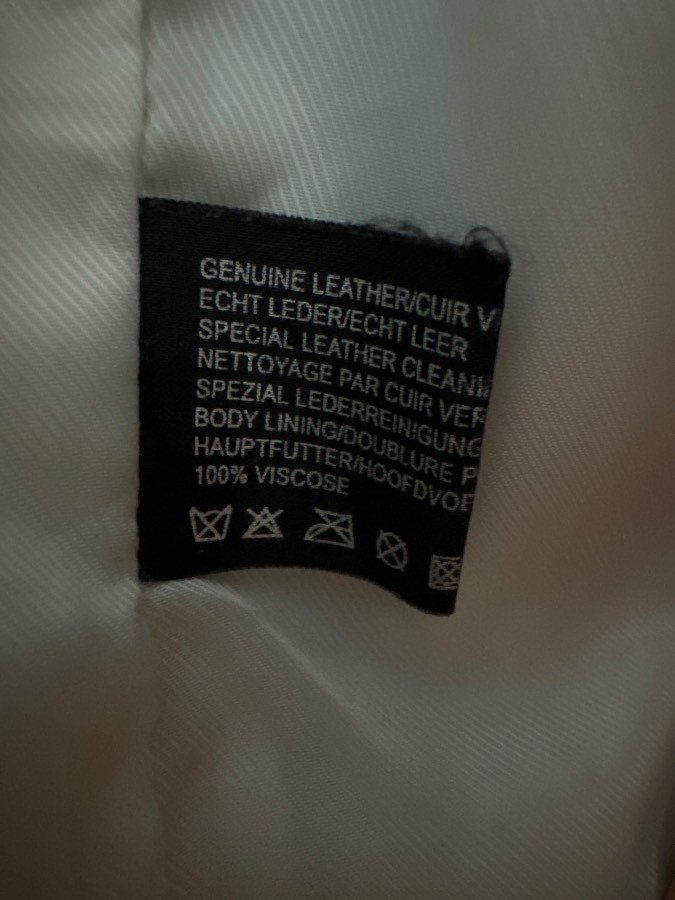 GENUINE LEATHER/CUIR
ECHT LEDER/ECHT LEER
SPECIAL LEATHER
NETTOYAGE PAR CUIR
SPEZIAL LEDERREINIGUNG
BODY LINING/DOUBLURE
HAUPTFUTTER/
100% VISCOSE